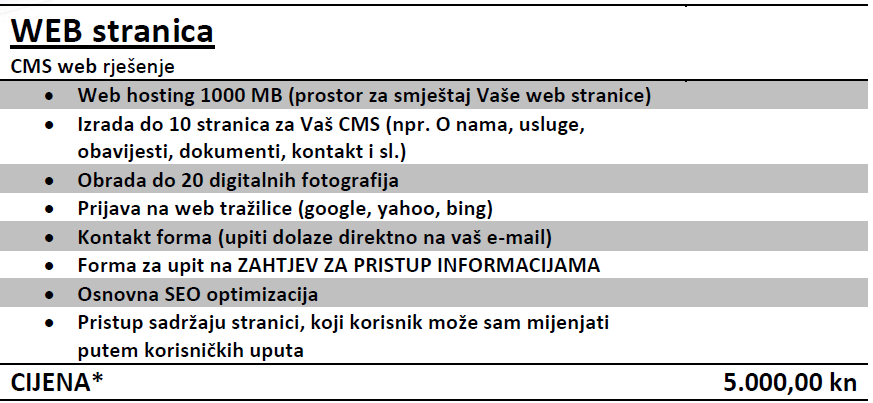 WEB stranica
CMS web rješenje
• Web hosting 1000 MB (prostor za smještaj Vaše web stranice)
• Izrada do 10 stranica za Vaš CMS (npr. O nama, usluge,
obavijesti, dokumenti, kontakt i sl.)
• Obrada do 20 digitalnih fotografija
• Prijava na web tražilice (google, yahoo, bing)
• Kontakt forma (upiti dolaze direktno na vaš e-mail)
• Forma za upit na ZAHTJEV ZA PRISTUP INFORMACIJAMA
• Osnovna SEO optimizacija
• Pristup sadržaju stranici, koji korisnik može sam mijenjati
putem korisničkih uputa
CIJENA* 5.000,00 kn